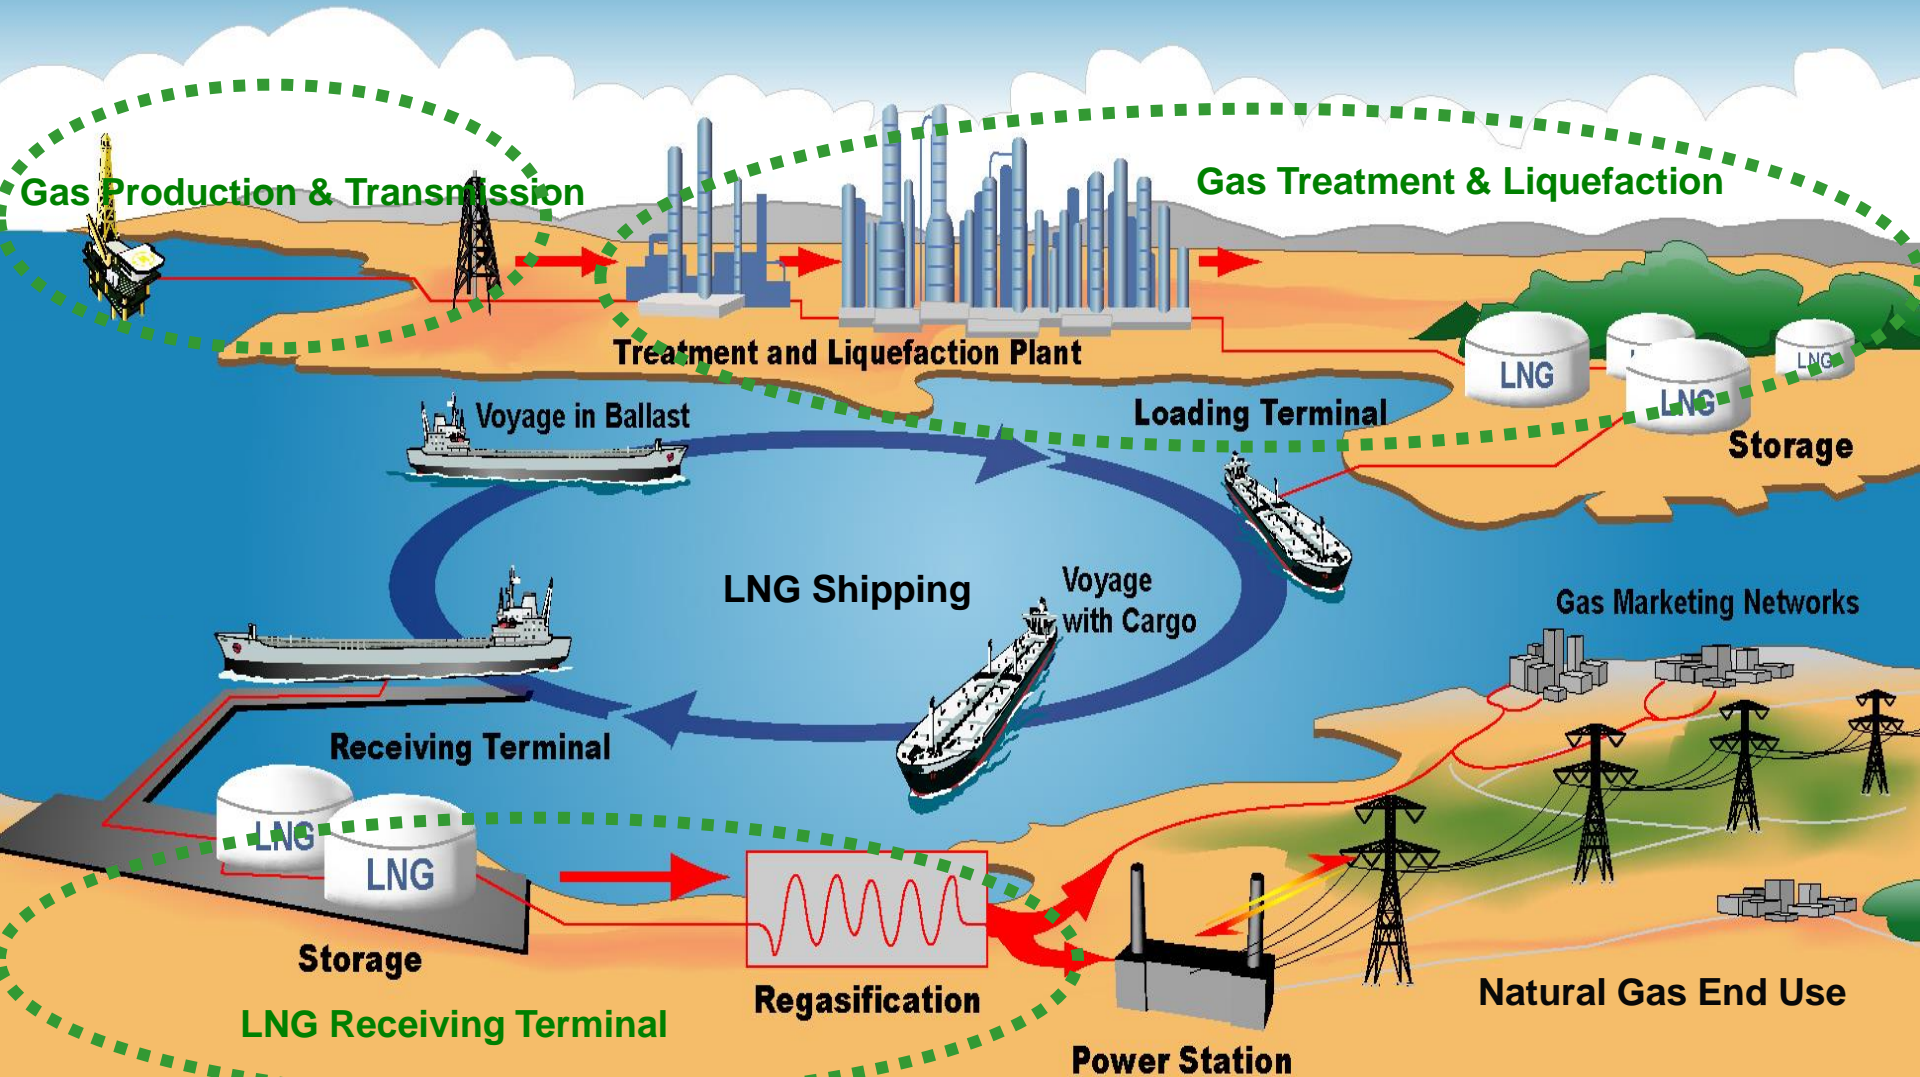 Gas Production & Transmission
Gas Treatment & Liquefaction
Treatment and Liquefaction Plant
LNG
LNG
LNG
Voyage in Ballast
Loading Terminal
Storage
LNG Shipping
Voyage
with Cargo
Gas Marketing Networks
Receiving Terminal
LNG
LNG
Storage
Regasification
Natural Gas End Use
LNG Receiving Terminal
Power Station